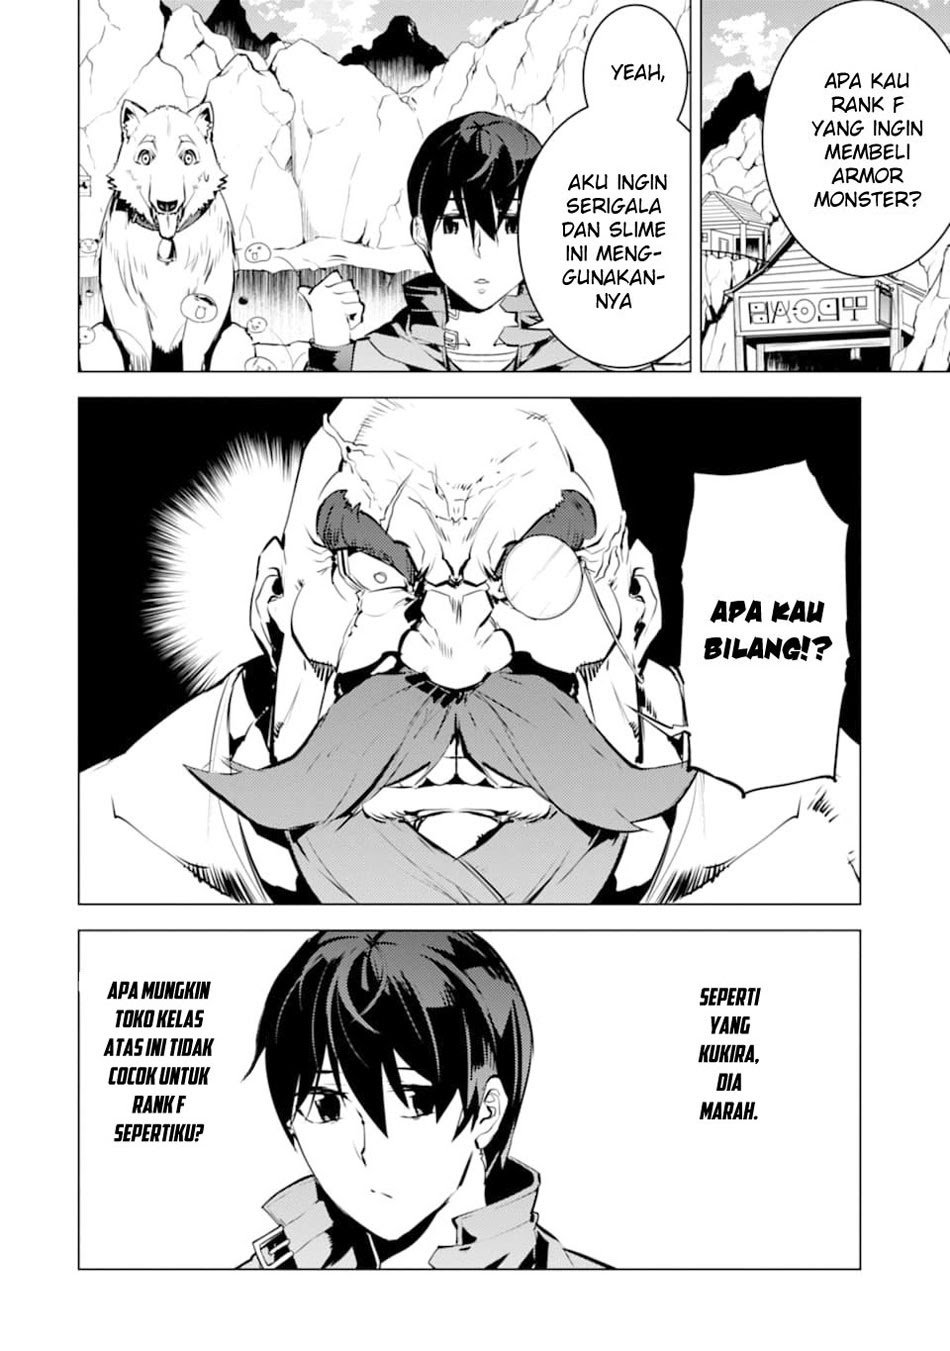 APA KAU
RANK F
YANG INGIN
MEMBELI
ARMOR
MONSTER?
YEAH,
AKU INGIN
SERIGALA
DAN SLIME
INI MENG-
GUNAKAN-
NYA
APA KAU
BILANG!?
SEPERTI
YANG
KUKIRA,
DIA
MARAH.
APA MUNGKIN
TOKO KELAS
ATAS INI TIDAK
COCOK UNTUK
RANK F
SEPERTIKU?